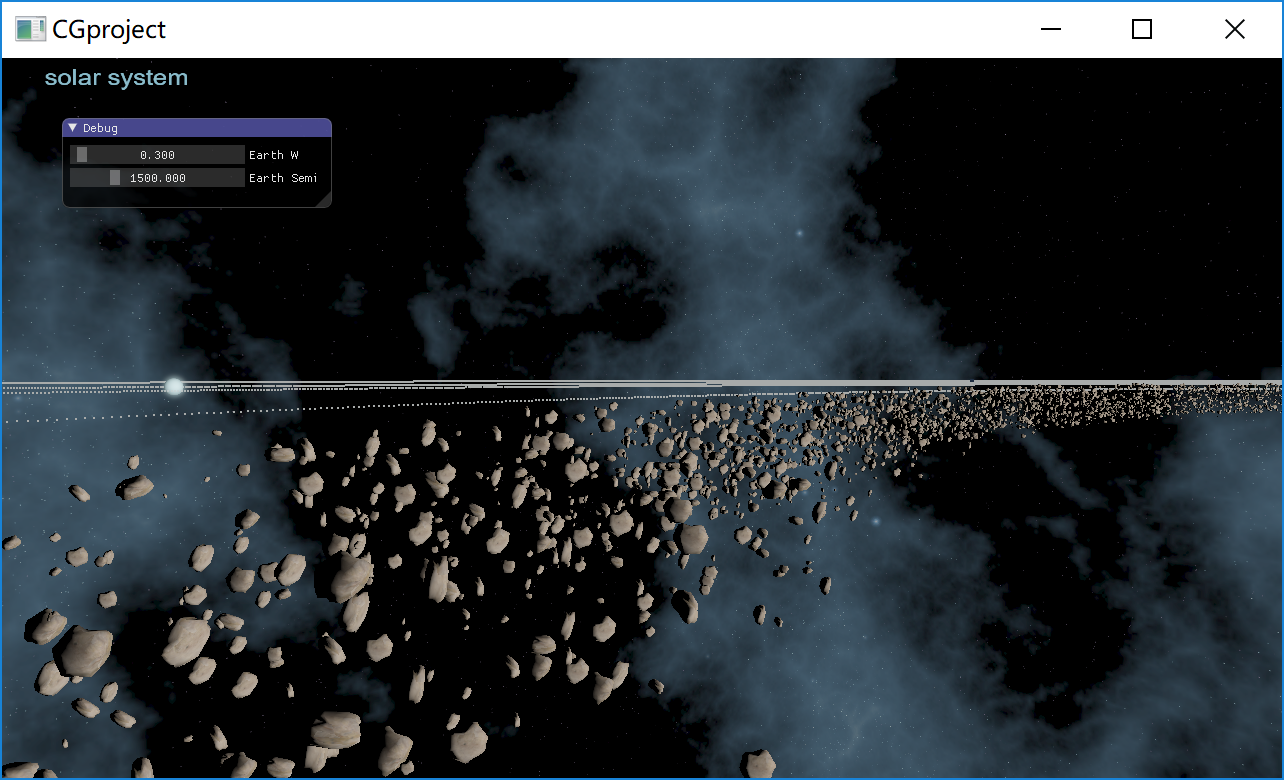 CGproject
solar system
Debug
0.300 Earth W
1500.000 Earth Semi